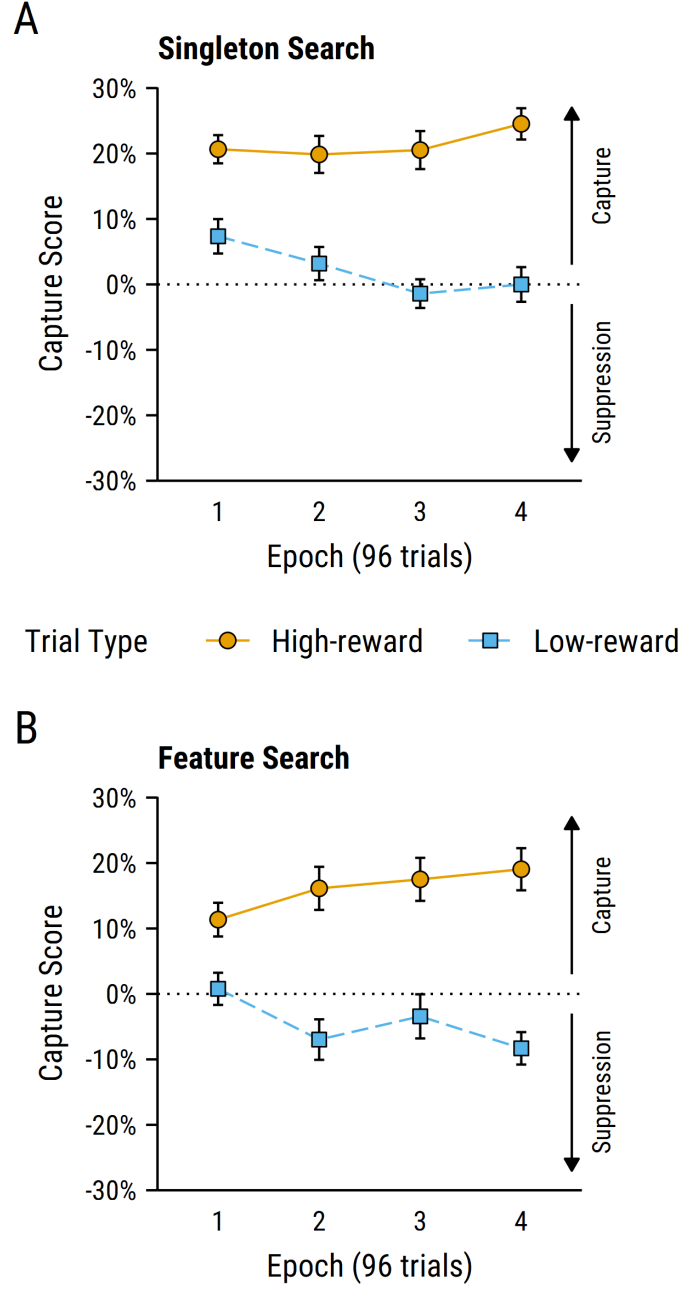 A
Singleton Search
30%
20%
10%
0%
-10%
-20%
-30%
Capture Score
Capture
Suppression
1 2 3 4
Epoch (96 trials)
Trial Type High-reward Low-reward
B
Feature Search
30%
20%
10%
0%
-10%
-20%
-30%
Capture Score
Capture
Suppression
1 2 3 4
Epoch (96 trials)